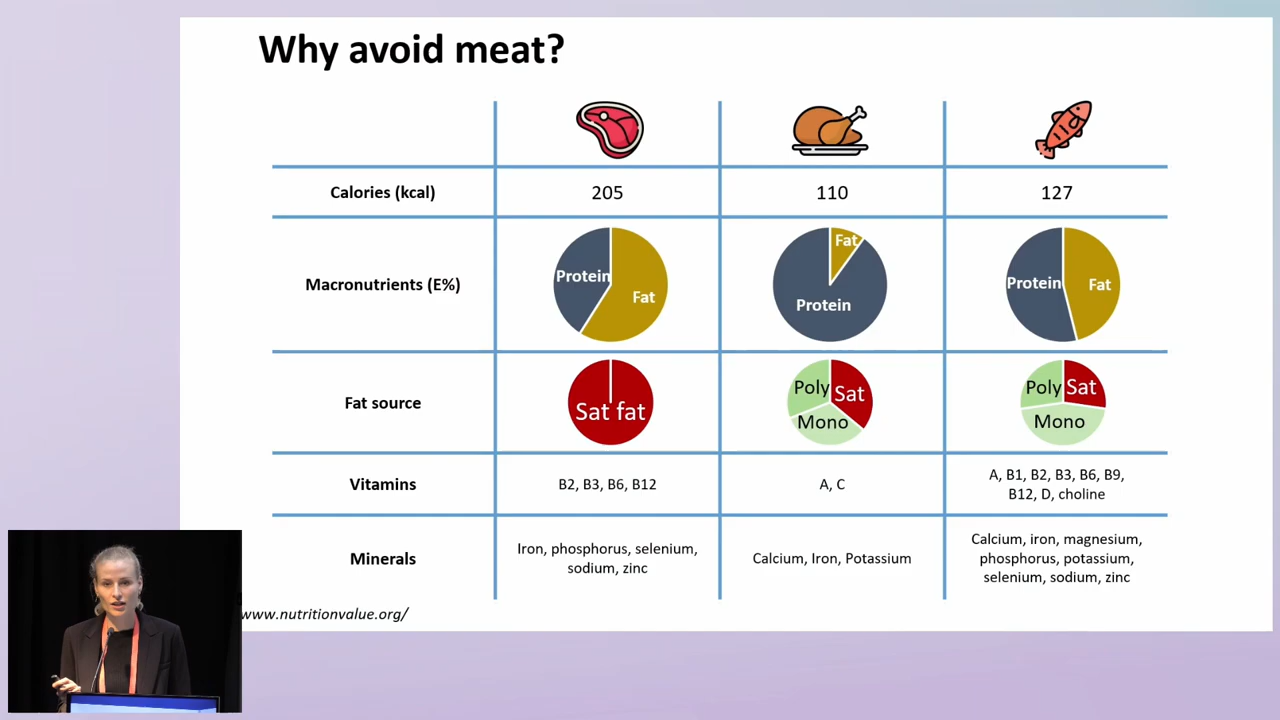 Why avoid meat?
Calories (kcal)
205
110
127
Macronutrients (E%)
Protein
Fat
Fat
Protein
Protein
Fat
Fat source
Sat fat
Poly
Sat
Mono
Poly
Sat
Mono
Vitamins
B2, B3, B6, B12
A, C
A, B1, B2, B3, B6, B9,
B12, D, choline
Minerals
Iron, phosphorus, selenium,
sodium, zinc
Calcium, Iron, Potassium
Calcium, iron, magnesium,
phosphorus, potassium,
selenium, sodium, zinc
www.nutritionvalue.org/